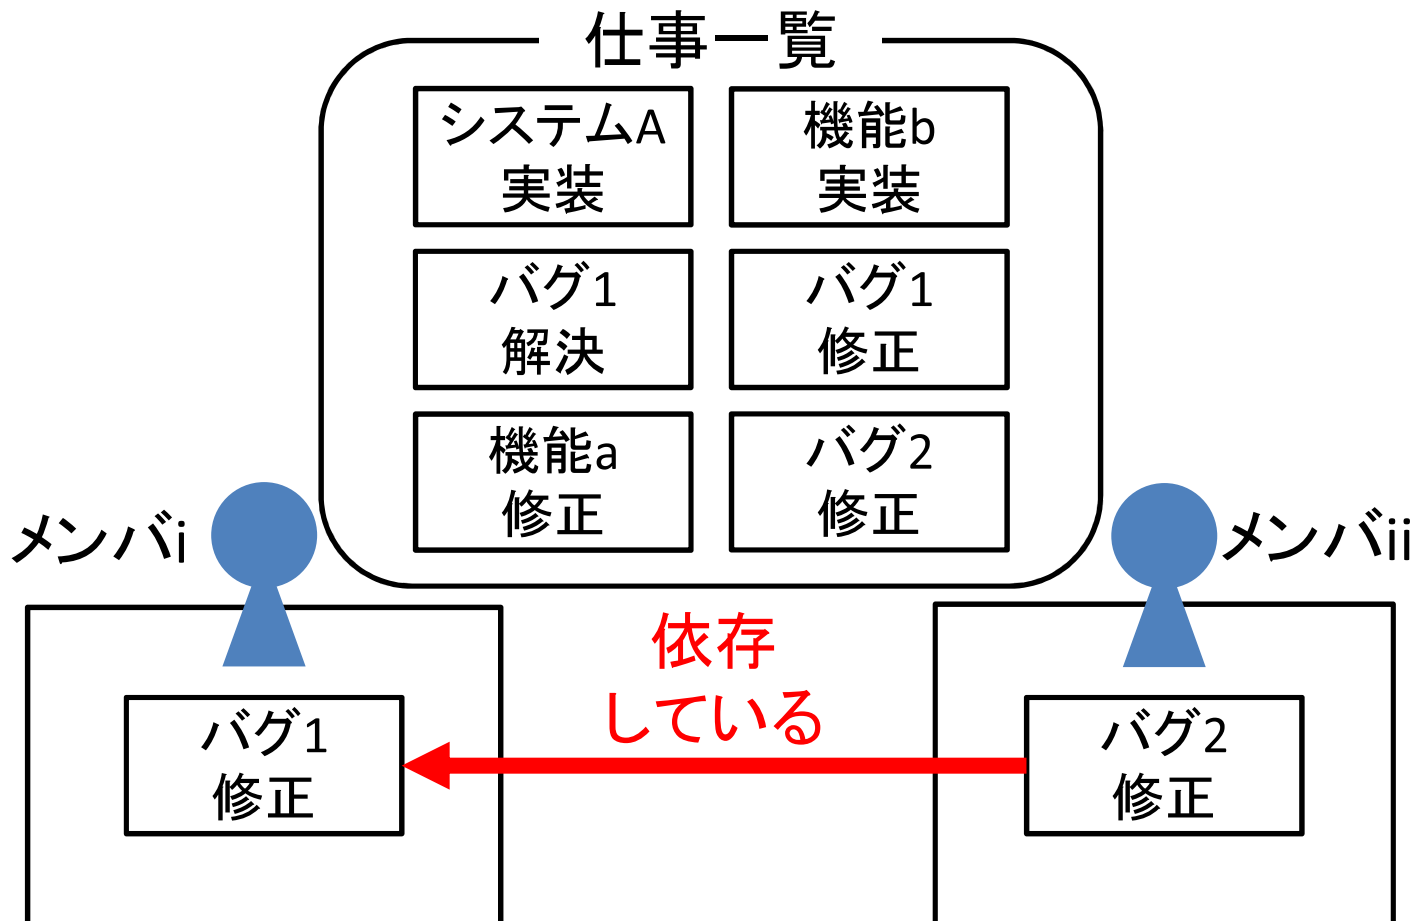 仕事一覧
システムA
実装
機能b
実装
バグ1
解決
バグ1
修正
機能a
修正
バグ2
修正
メンバi
メンバii
依存
している
バグ1
修正
バグ2
修正